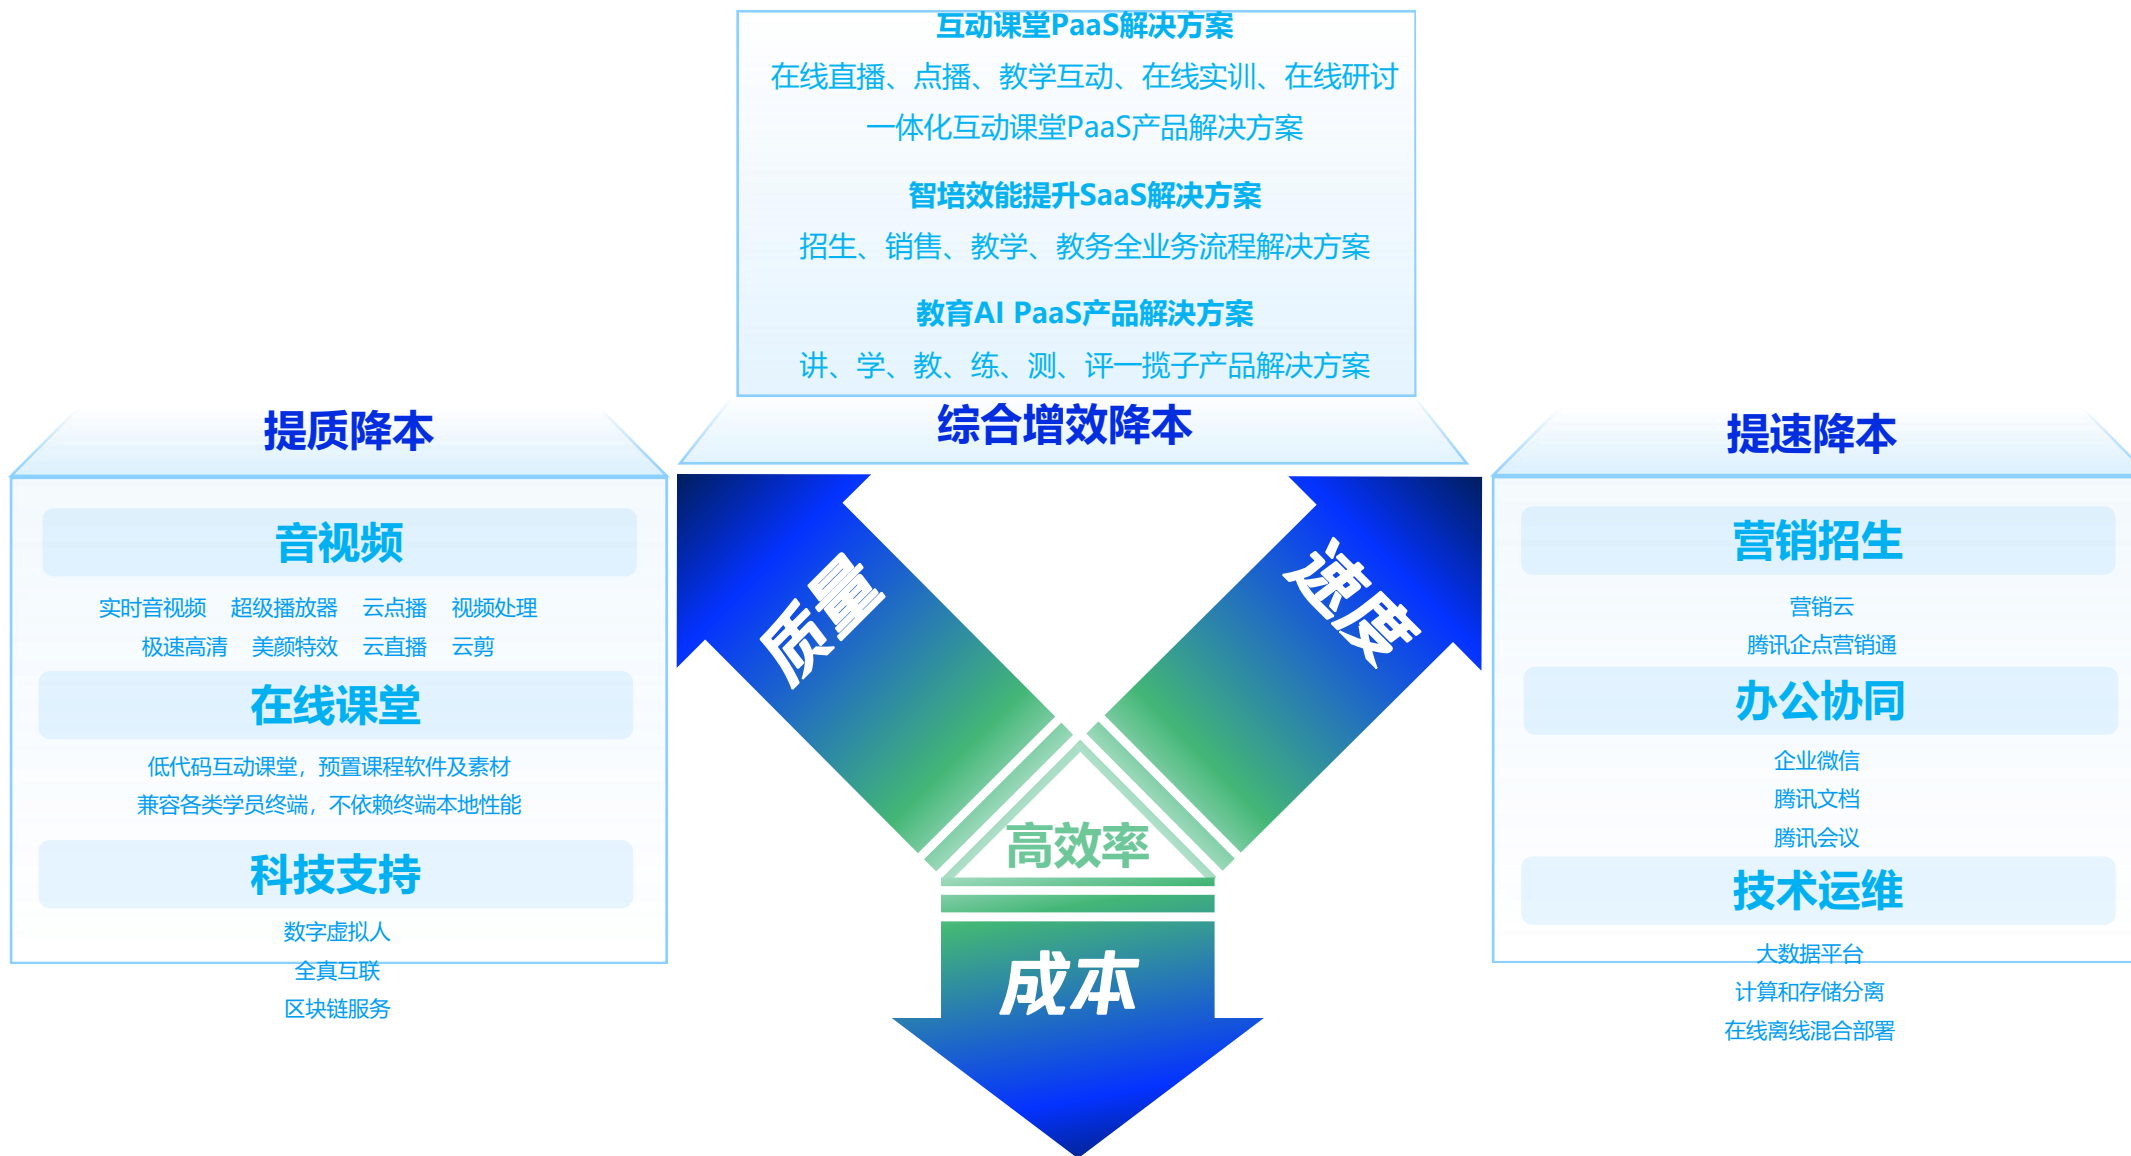 互动课堂PaaS解决方案
在线直播、点播、教学互动、在线实训、在线研讨
一体化互动课堂PaaS产品解决方案
智培效能提升SaaS解决方案
招生、销售、教学、教务全业务流程解决方案
教育AI PaaS产品解决方案
讲、学、教、练、测、评一揽子产品解决方案
综合增效降本
提质降本
音视频
实时音视频 超级播放器 云点播 视频处理
极速高清 美颜特效 云直播 云剪
在线课堂
低代码互动课堂，预置课程软件及素材
兼容各类学员终端，不依赖终端本地性能
科技支持
数字虚拟人
全真互联
区块链服务
质量
速度
高效率
成本
提速降本
营销招生
营销云
腾讯企点营销通
办公协同
企业微信
腾讯文档
腾讯会议
技术运维
大数据平台
计算和存储分离
在线离线混合部署